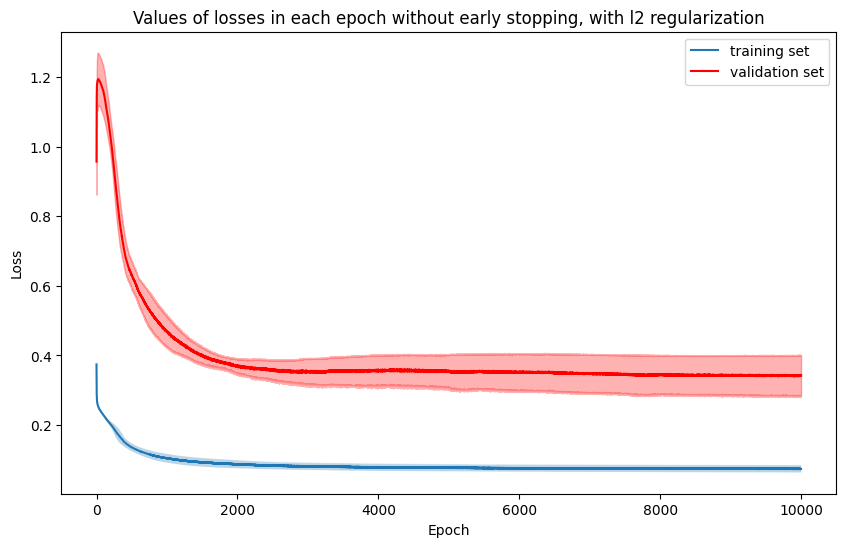 Values of losses in each epoch without early stopping, with l2 regularization
training set
validation set
1.2
1.0
0.8
0.6
0.4
0.2
Loss
0 2000 4000 6000 8000 10000
Epoch